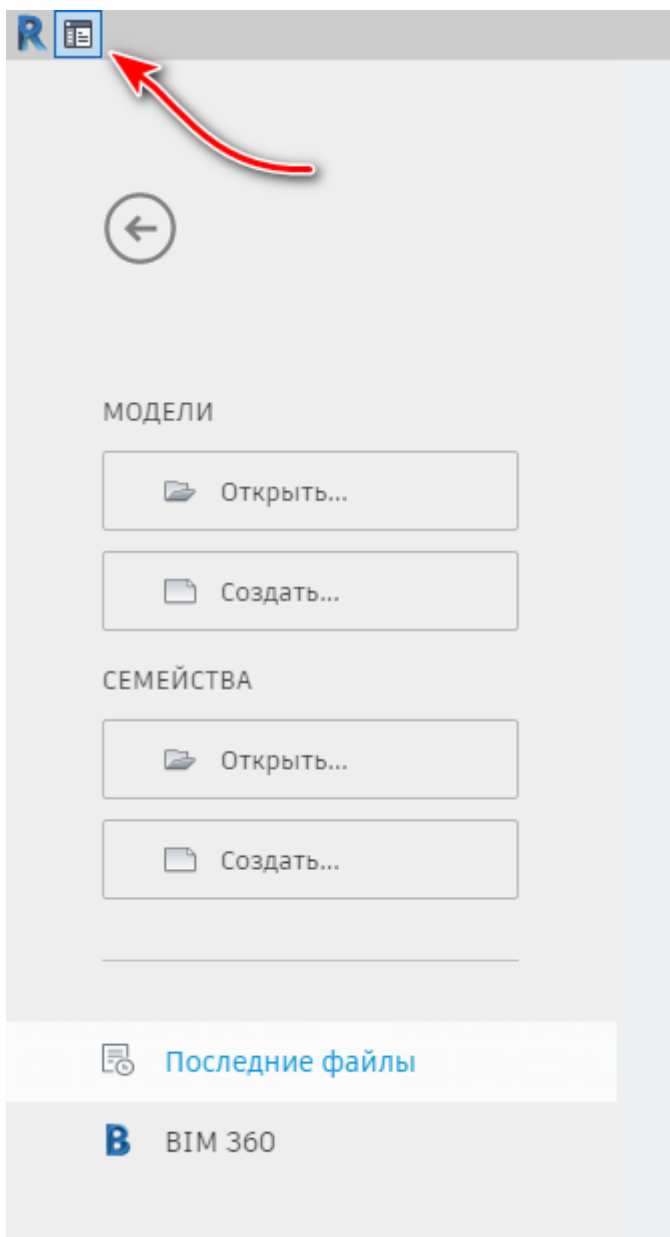 R
МОДЕЛИ
Открыть...
Создать...
СЕМЕЙСТВА
Открыть...
Создать...
Последние файлы
B BIM 360